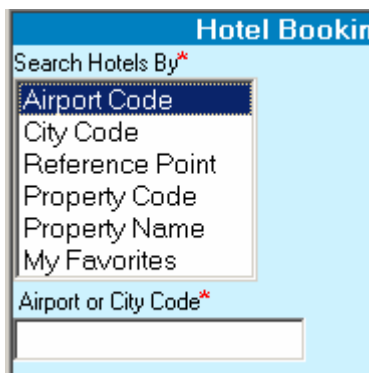 Hotel Bookin
Search Hotels By*
Airport Code
City Code
Reference Point
Property Code
Property Name
My Favorites
Airport or City Code*